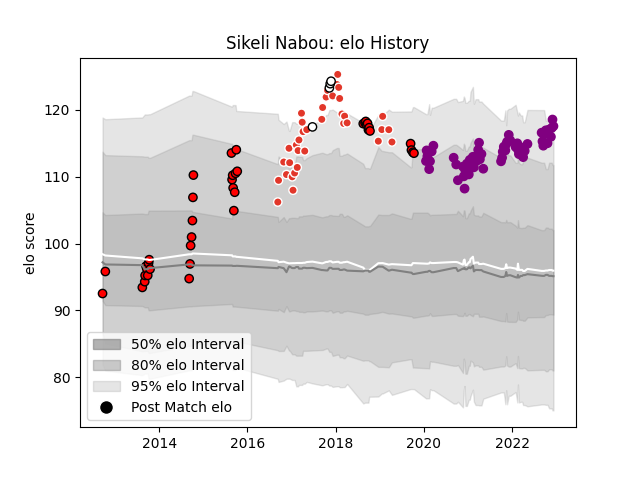 Sikeli Nabou: elo History
elo score
120
110
100
90
80
50% elo Interval
80% elo Interval
95% elo Interval
Post Match elo
2014 2016 2018 2020 2022